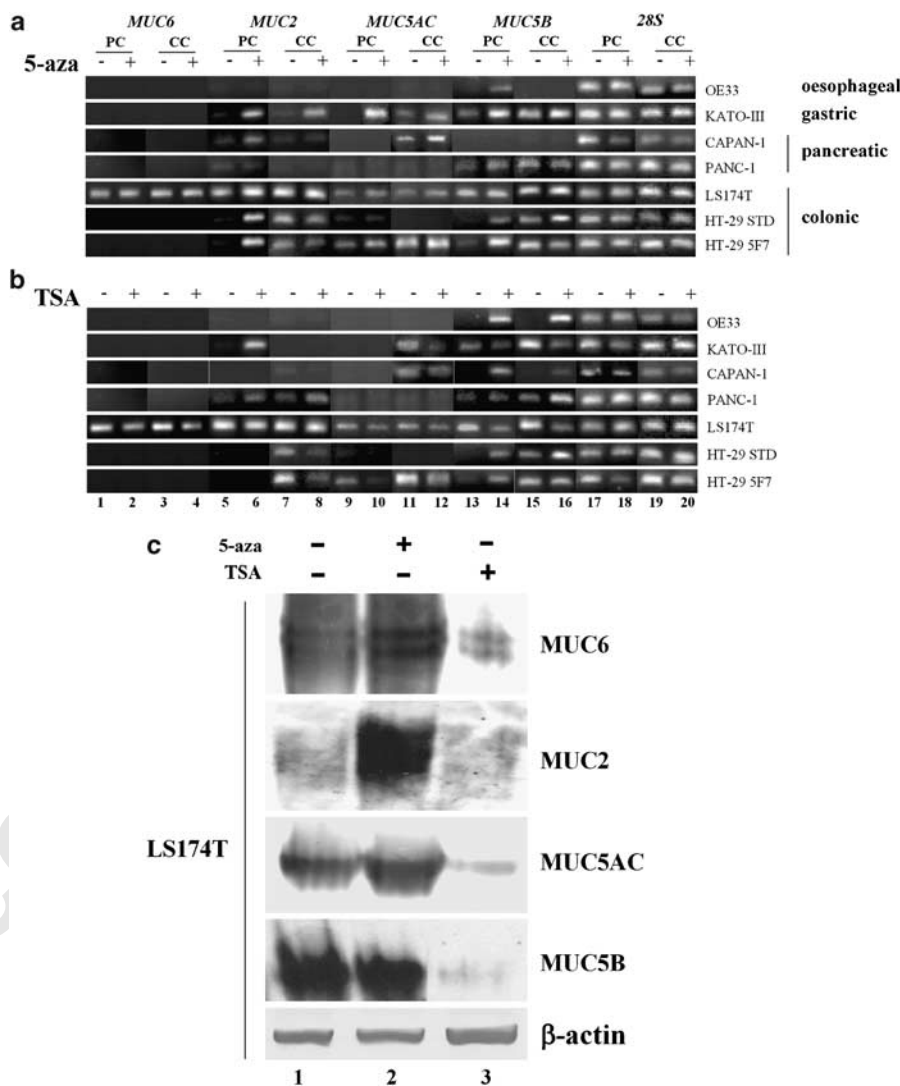 a
MUC6 MUC2 MUC5AC MUC5B 28S
PC CC PC CC PC CC PC CC PC CC
5-aza - + - + - + - + - + - + - + - + - + - +
OE33 oesophageal
KATO-III gastric
CAPAN-1
pancreatic
PANC-1
LS174T
HT-29 STD colonic
HT-29 5F7
b
TSA - + - + - + - + - + - + - + - + - + - +
OE33
KATO-III
CAPAN-1
PANC-1
LS174T
HT-29 STD
HT-29 5F7
1 2 3 4 5 6 7 8 9 10 11 12 13 14 15 16 17 18 19 20
c 5-aza - + -
TSA - - +
MUC6
MUC2
LS174T
MUC5AC
MUC5B
β-actin
1 2 3